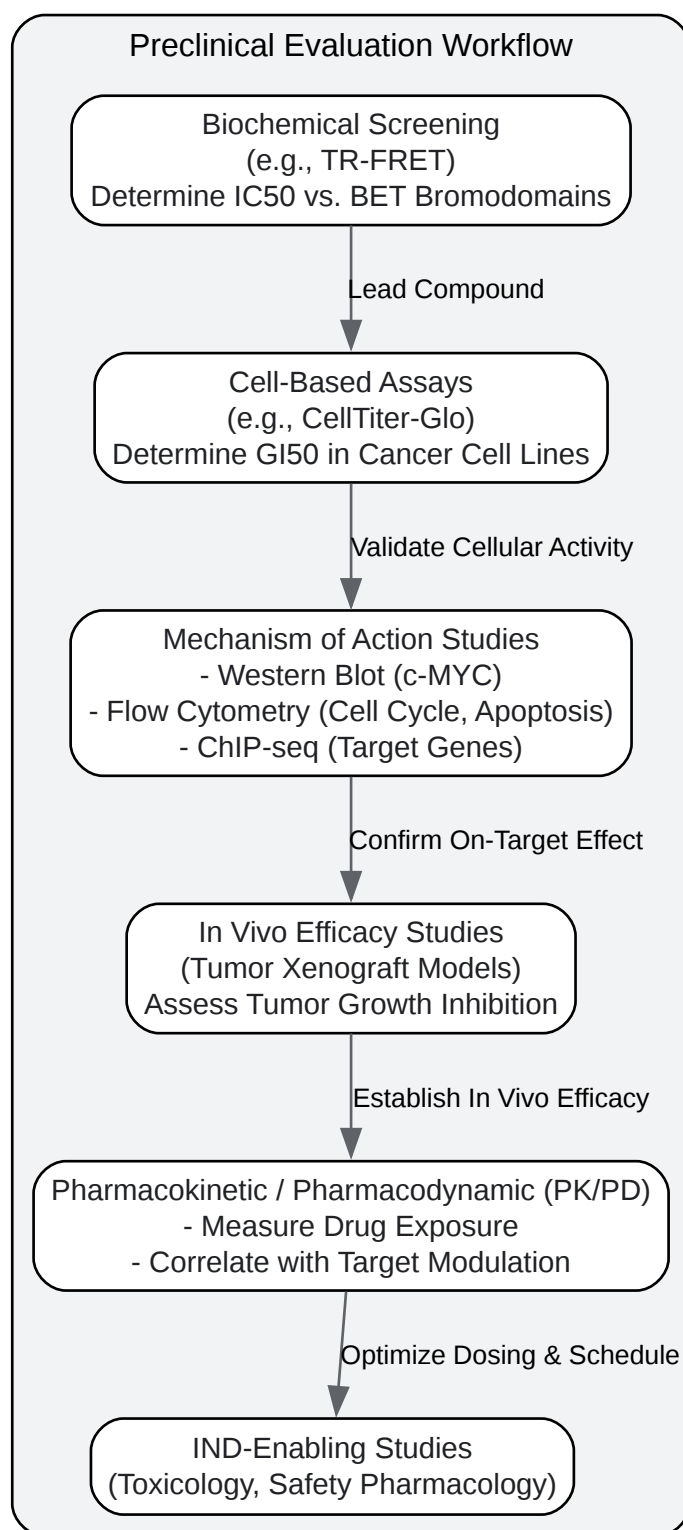 Preclinical Evaluation Workflow
Biochemical Screening
(e.g., TR-FRET)
Determine IC50 vs. BET Bromodomains
Lead Compound
Cell-Based Assays
(e.g., CellTiter-Glo)
Determine GI50 in Cancer Cell Lines
Validate Cellular Activity
Mechanism of Action Studies
- Western Blot (c-MYC)
- Flow Cytometry (Cell Cycle, Apoptosis)
- ChIP-seq (Target Genes)
Confirm On-Target Effect
In Vivo Efficacy Studies
(Tumor Xenograft Models)
Assess Tumor Growth Inhibition
Establish In Vivo Efficacy
Pharmacokinetic / Pharmacodynamic (PK/PD)
- Measure Drug Exposure
- Correlate with Target Modulation
Optimize Dosing & Schedule
IND-Enabling Studies
(Toxicology, Safety Pharmacology)